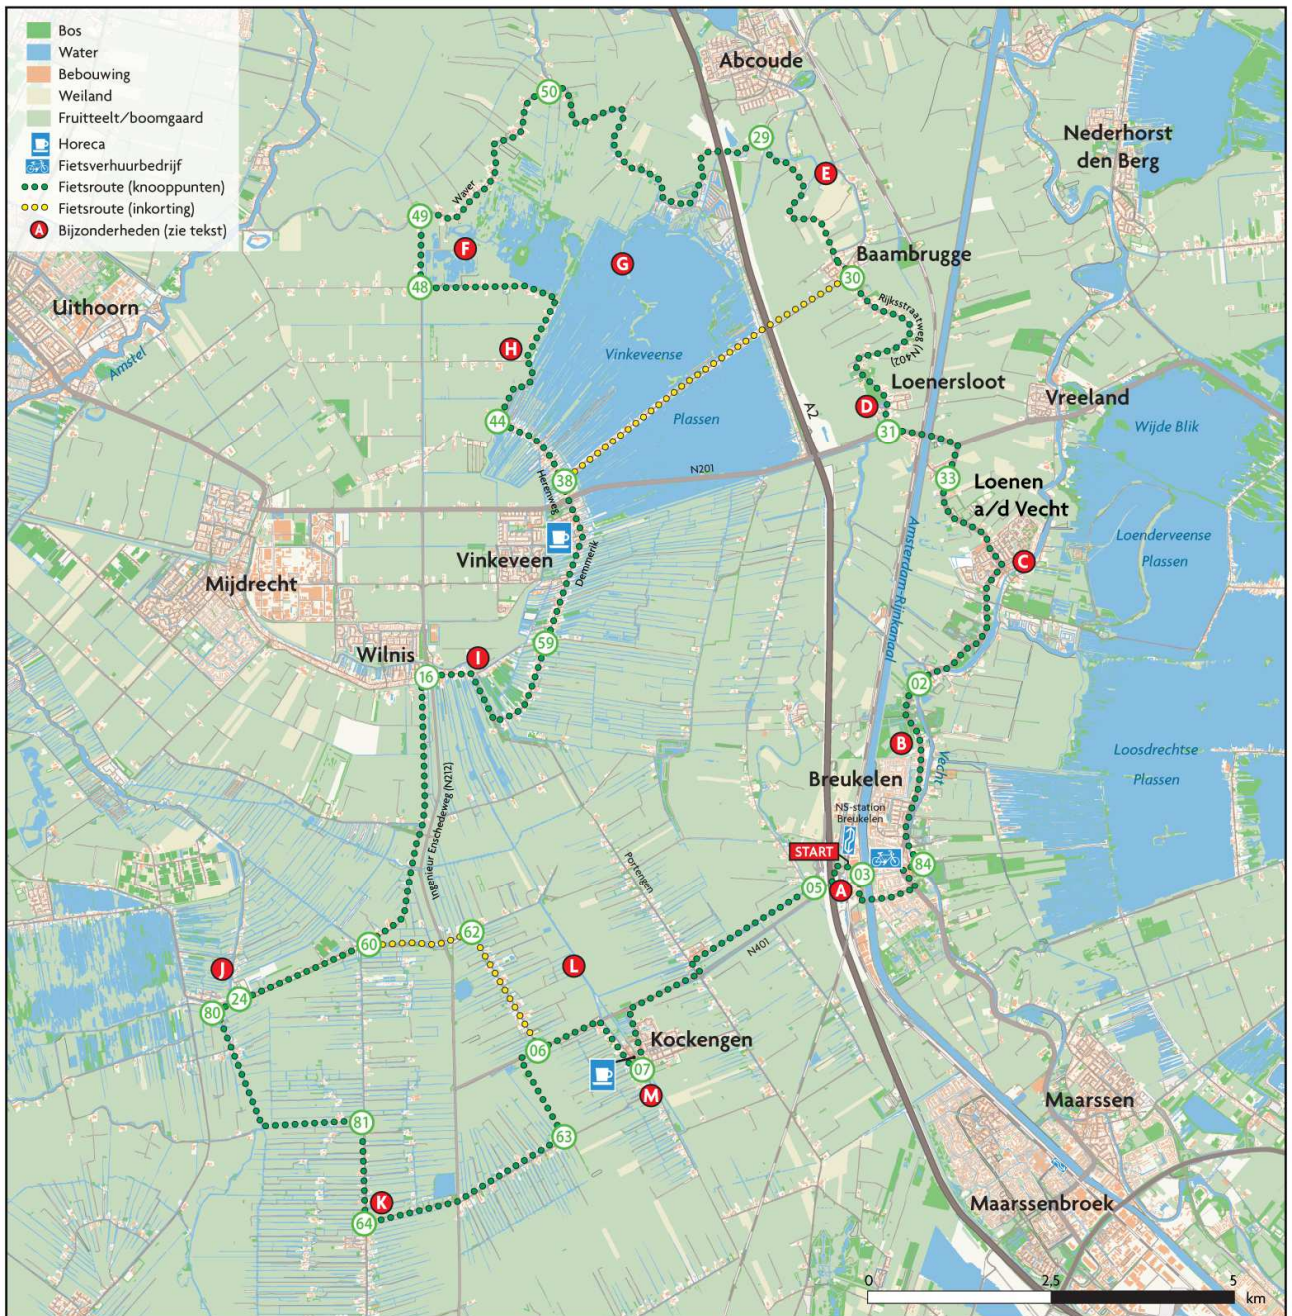 Bos
Water
Bebouwing
Weiland
Fruitteelt/boomgaard
Horeca
Fietsverhuurbedrijf
Fietsroute (knooppunten)
Fietsroute (inkorting)
A Bijzonderheden (zie tekst)
Abcoude
50
29
Nederhorst
den Berg
E
Waver
49
F
G
Baambrugge
48
30
Uithoorn
Rijksstraatweg (N402)
Amstel
H
Vinkeveense
Plassen
Loenersloot
D
A2
Vreeland
44
31
Wijde Blik
38
N201
33
Loenen
a/d Vecht
Herenweg
Vinkeveen
Demmerik
Amsterdam-Rijnkanaal
Loenderveense
Plassen
C
Mijdrecht
59
Wilnis
I
16
02
B
Vecht
Breukelen
Loosdrechtse
Plassen
Ingenieur Enschedeweg (N212)
NS-station
Breukelen
START
Portengen
03
84
05
A
62
60
N401
J
L
24
80
Kockengen
06
07
M
Maarssen
81
63
K
64
Maarssenbroek
0
2,5
5
km